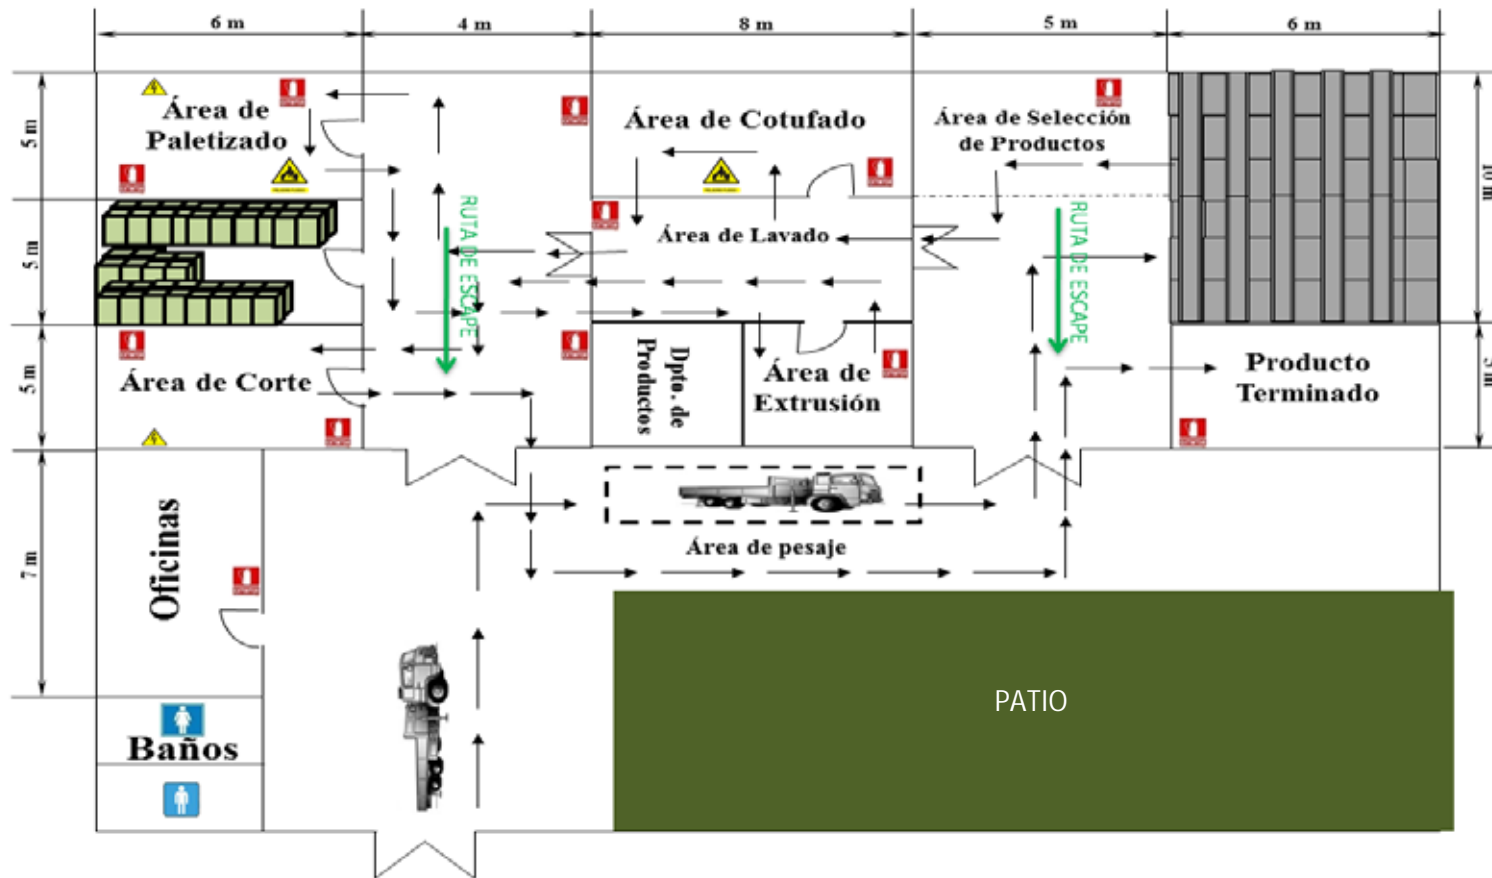 6 m
4 m
8 m
5 m
6 m
5 m
Área de
Paletizado
Área de Cotufado
Área de Selección
de Productos
10 m
5 m
RUTA DE ESCAPE
Área de Lavado
RUTA DE ESCAPE
5 m
Área de Corte
Dpto. de
Productos
Área de
Extrusión
Producto
Terminado
5 m
7 m
Oficinas
Área de pesaje
PATIO
Baños